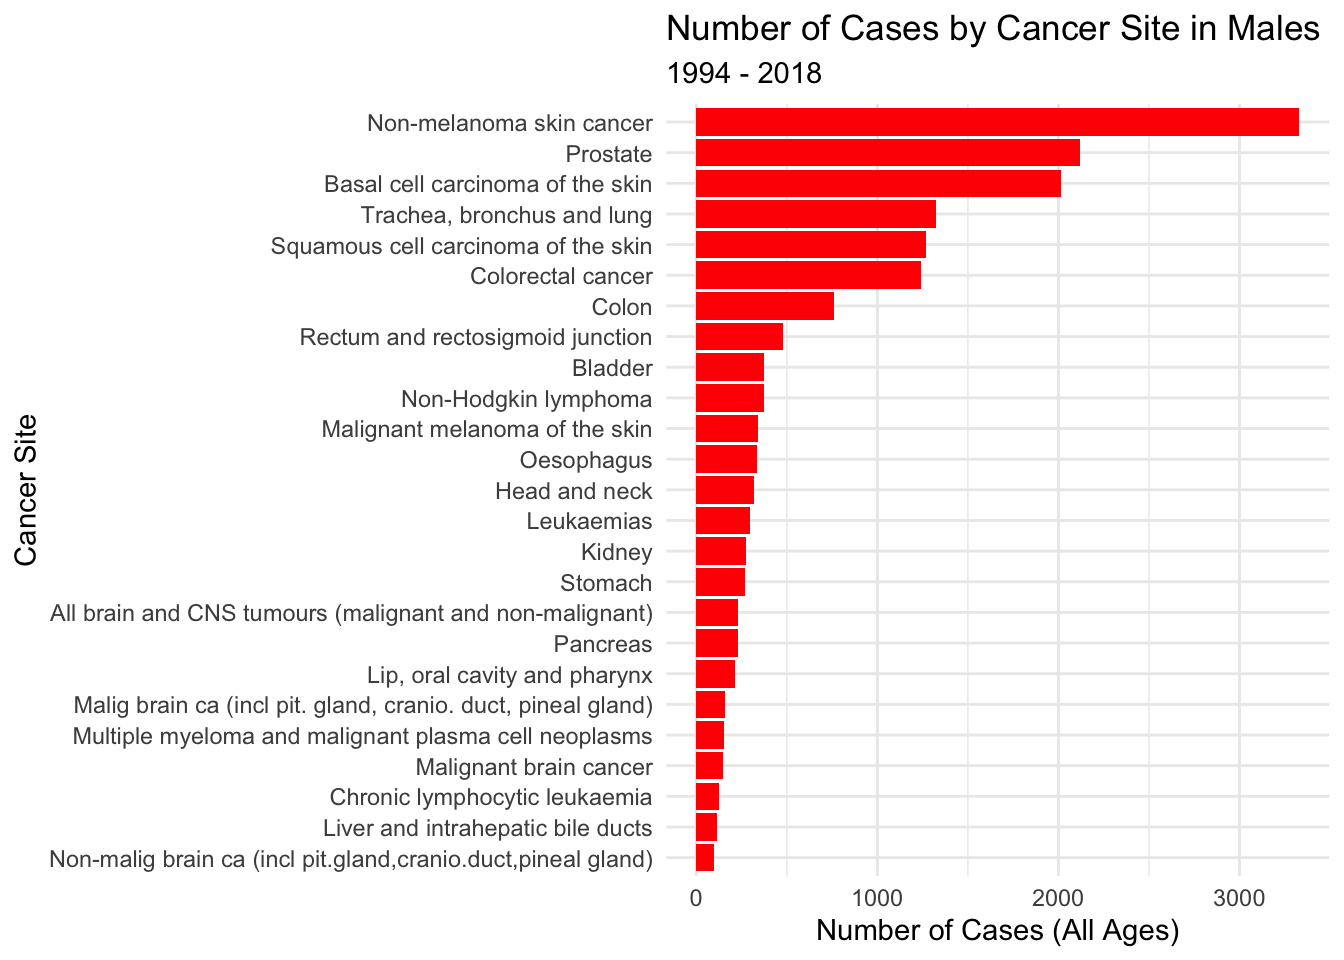 Number of Cases by Cancer Site in Males
1994 - 2018
Cancer Site
Non-melanoma skin cancer
Prostate
Basal cell carcinoma of the skin
Trachea, bronchus and lung
Squamous cell carcinoma of the skin
Colorectal cancer
Colon
Rectum and rectosigmoid junction
Bladder
Non-Hodgkin lymphoma
Malignant melanoma of the skin
Oesophagus
Head and neck
Leukaemias
Kidney
Stomach
All brain and CNS tumours (malignant and non-malignant)
Pancreas
Lip, oral cavity and pharynx
Malig brain ca (incl pit. gland, cranio. duct, pineal gland)
Multiple myeloma and malignant plasma cell neoplasms
Malignant brain cancer
Chronic lymphocytic leukaemia
Liver and intrahepatic bile ducts
Non-malig brain ca (incl pit.gland,cranio.duct,pineal gland)
0 1000 2000 3000
Number of Cases (All Ages)